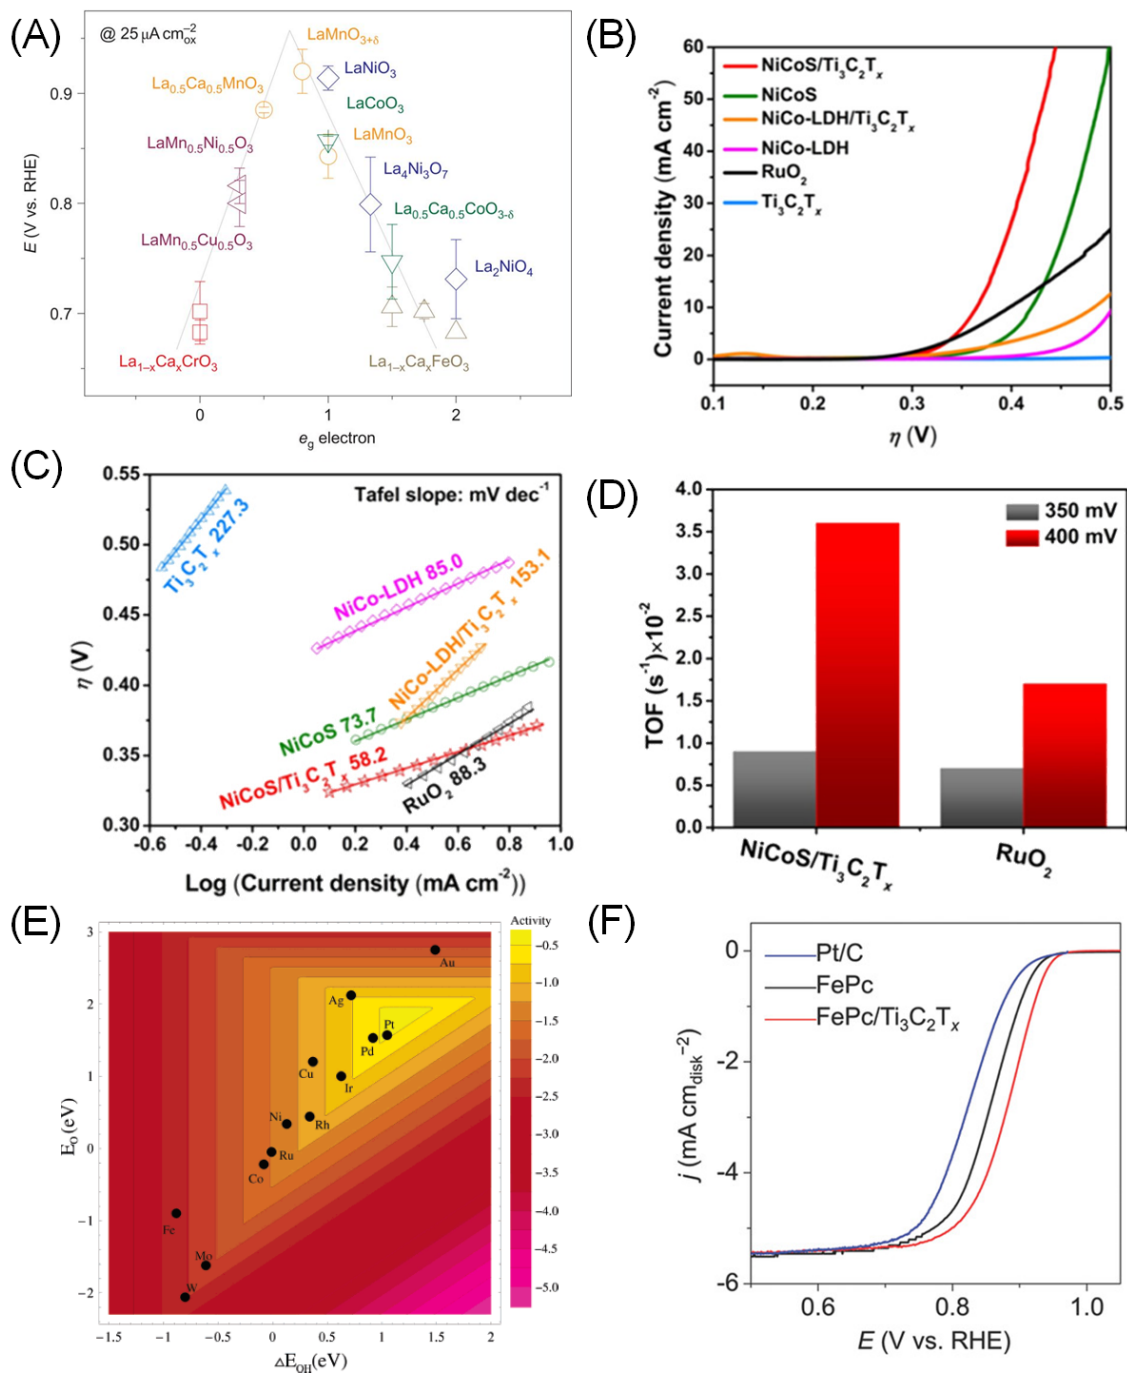 (A)
@ 25 μA cm⁻²ox
LaMnO₃₊δ
LaNiO₃
La₀.₅Ca₀.₅MnO₃
LaCoO₃
LaMnO₃
LaMn₀.₅Ni₀.₅O₃
La₄Ni₃O₇
La₀.₅Ca₀.₅CoO₃₋δ
LaMn₀.₅Cu₀.₅O₃
La₂NiO₄
La₁₋ₓCaₓCrO₃
La₁₋ₓCaₓFeO₃
E (V vs. RHE)
0.9
0.8
0.7
0 1 2
e_g electron
(B)
NiCoS/Ti₃C₂Tₓ
NiCoS
NiCo-LDH/Ti₃C₂Tₓ
NiCo-LDH
RuO₂
Ti₃C₂Tₓ
Current density (mA cm⁻²)
60
50
40
30
20
10
0
0.1 0.2 0.3 0.4 0.5
η (V)
(C)
Tafel slope: mV dec⁻¹
Ti₃C₂Tₓ 227.3
NiCo-LDH 85.0
NiCo-LDH/Ti₃C₂Tₓ 153.1
NiCoS 73.7
NiCoS/Ti₃C₂Tₓ 58.2
RuO₂ 88.3
η (V)
0.55
0.50
0.45
0.40
0.35
0.30
-0.6 -0.4 -0.2 0.0 0.2 0.4 0.6 0.8 1.0
Log (Current density (mA cm⁻²))
(D)
350 mV
400 mV
TOF (s⁻¹)×10⁻²
4.0
3.5
3.0
2.5
2.0
1.5
1.0
0.5
0.0
NiCoS/Ti₃C₂Tₓ
RuO₂
(E)
Activity
Au
Ag
Pt
Pd
Cu
Ir
Ni
Rh
Ru
Co
Fe
Mo
W
E_O(eV)
3
2
1
0
−1
−2
−1.5 −1 −0.5 0 0.5 1 1.5 2
△E_OH(eV)
−0.5
−1.0
−1.5
−2.0
−2.5
−3.0
−3.5
−4.0
−4.5
−5.0
(F)
Pt/C
FePc
FePc/Ti₃C₂Tₓ
j (mA cm_disk⁻²)
0
-2
-4
-6
0.6 0.8 1.0
E (V vs. RHE)